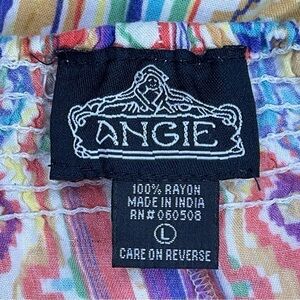 ANGIE
100% RAYON
MADE IN INDIA
RN# 060508
L
CARE ON REVERSE